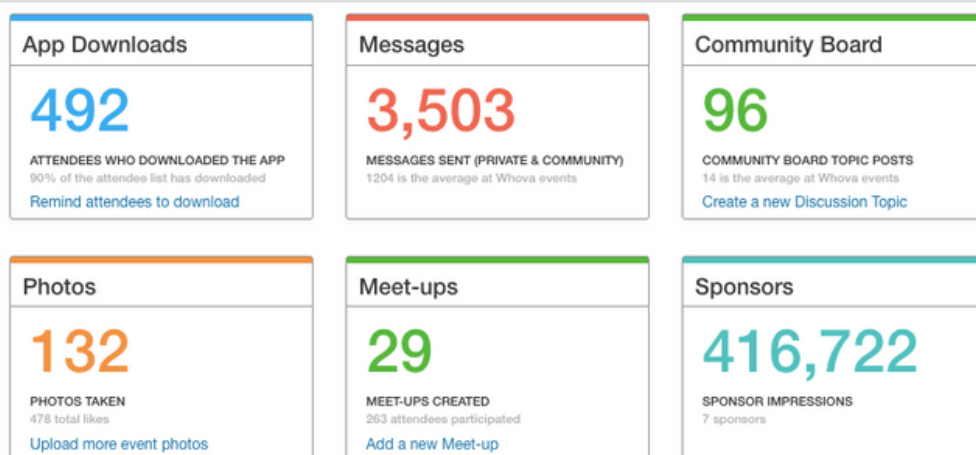 App Downloads
492
ATTENDEES WHO DOWNLOADED THE APP
90% of the attendee list has downloaded
Remind attendees to download
Messages
3,503
MESSAGES SENT (PRIVATE & COMMUNITY)
1204 is the average at Whova events
Community Board
96
COMMUNITY BOARD TOPIC POSTS
14 is the average at Whova events
Create a new Discussion Topic
Photos
132
PHOTOS TAKEN
478 total likes
Upload more event photos
Meet-ups
29
MEET-UPS CREATED
263 attendees participated
Add a new Meet-up
Sponsors
416,722
SPONSOR IMPRESSIONS
7 sponsors